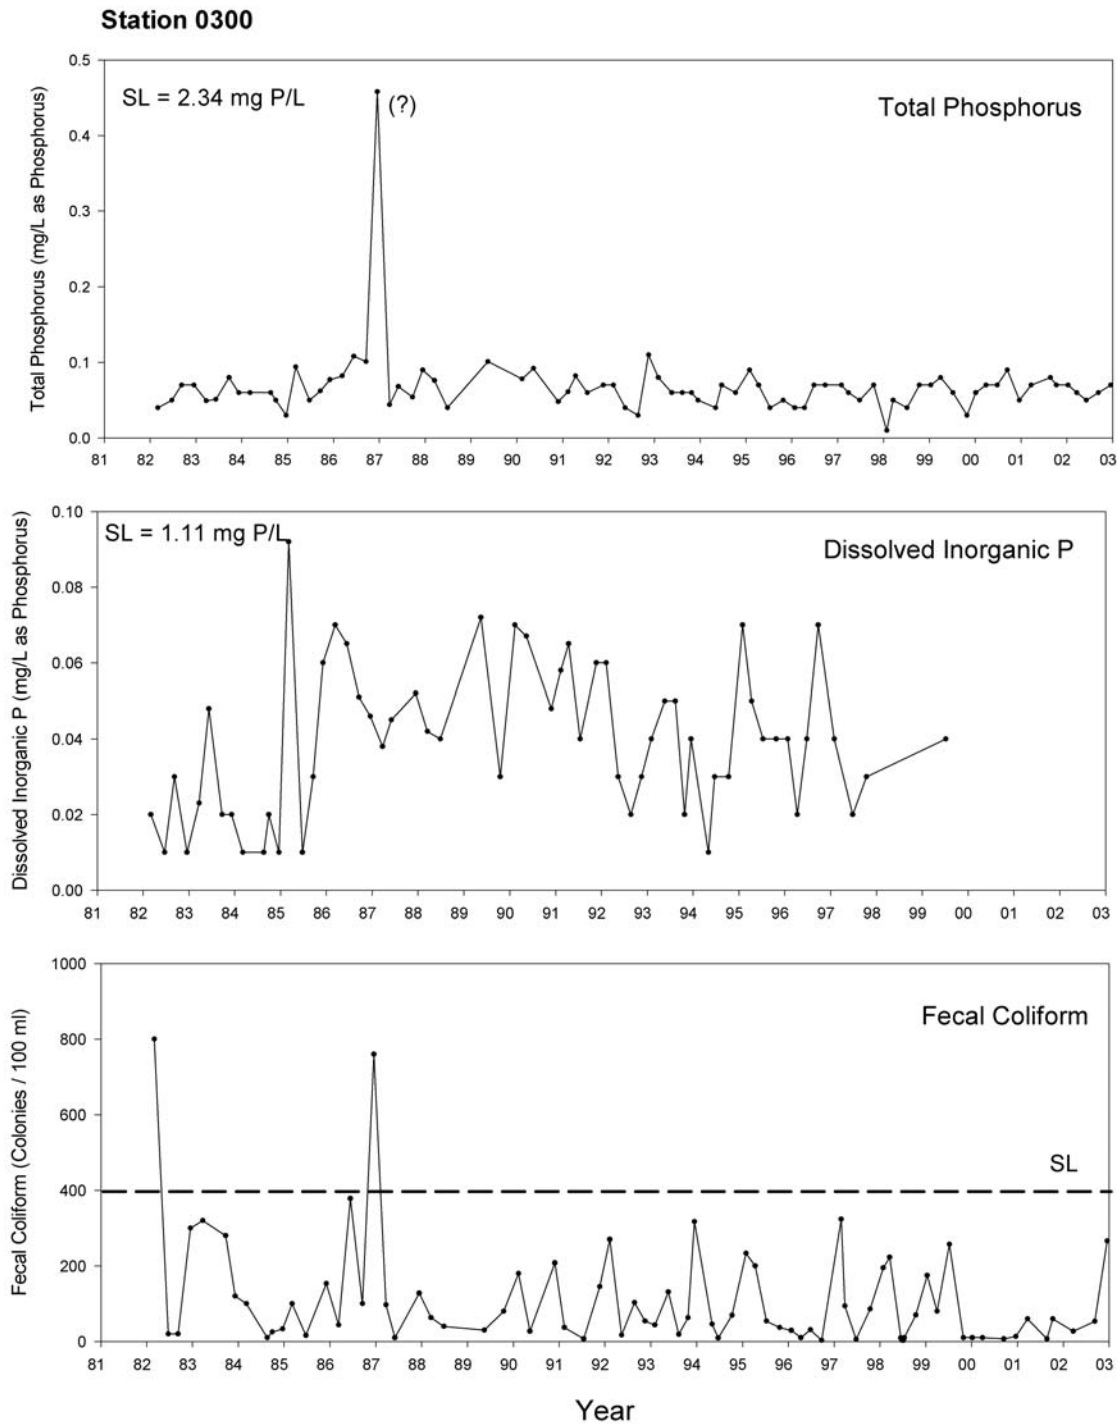 Station 0300
0.5
0.4
0.3
0.2
0.1
0.0
Total Phosphorus (mg/L as Phosphorus)
SL = 2.34 mg P/L
(?)
Total Phosphorus
81 82 83 84 85 86 87 88 89 90 91 92 93 94 95 96 97 98 99 00 01 02 03
0.10
0.08
0.06
0.04
0.02
0.00
Dissolved Inorganic P (mg/L as Phosphorus)
SL = 1.11 mg P/L
Dissolved Inorganic P
81 82 83 84 85 86 87 88 89 90 91 92 93 94 95 96 97 98 99 00 01 02 03
1000
800
600
400
200
0
Fecal Coliform (Colonies / 100 ml)
Fecal Coliform
SL
81 82 83 84 85 86 87 88 89 90 91 92 93 94 95 96 97 98 99 00 01 02 03
Year